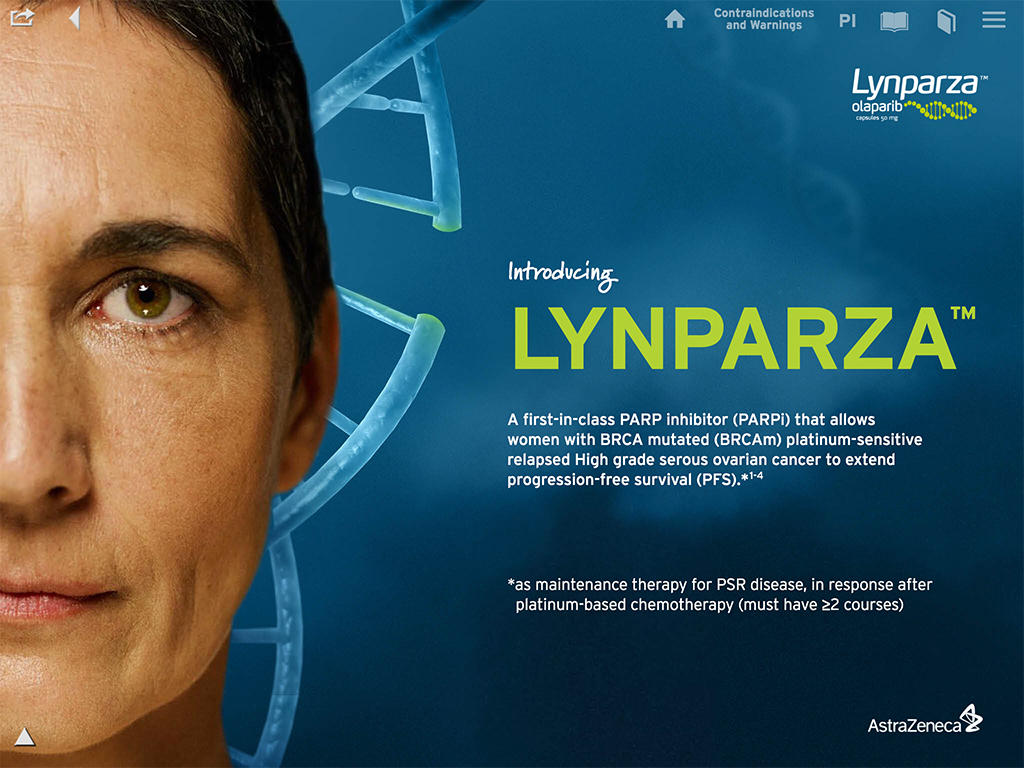 Contraindications
and Warnings
PI
Lynparza™
olaparib
capsules 50 mg
Introducing
LYNPARZA™
A first-in-class PARP inhibitor (PARPi) that allows
women with BRCA mutated (BRCAm) platinum-sensitive
relapsed High grade serous ovarian cancer to extend
progression-free survival (PFS).*1-4
*as maintenance therapy for PSR disease, in response after
platinum-based chemotherapy (must have ≥2 courses)
AstraZeneca